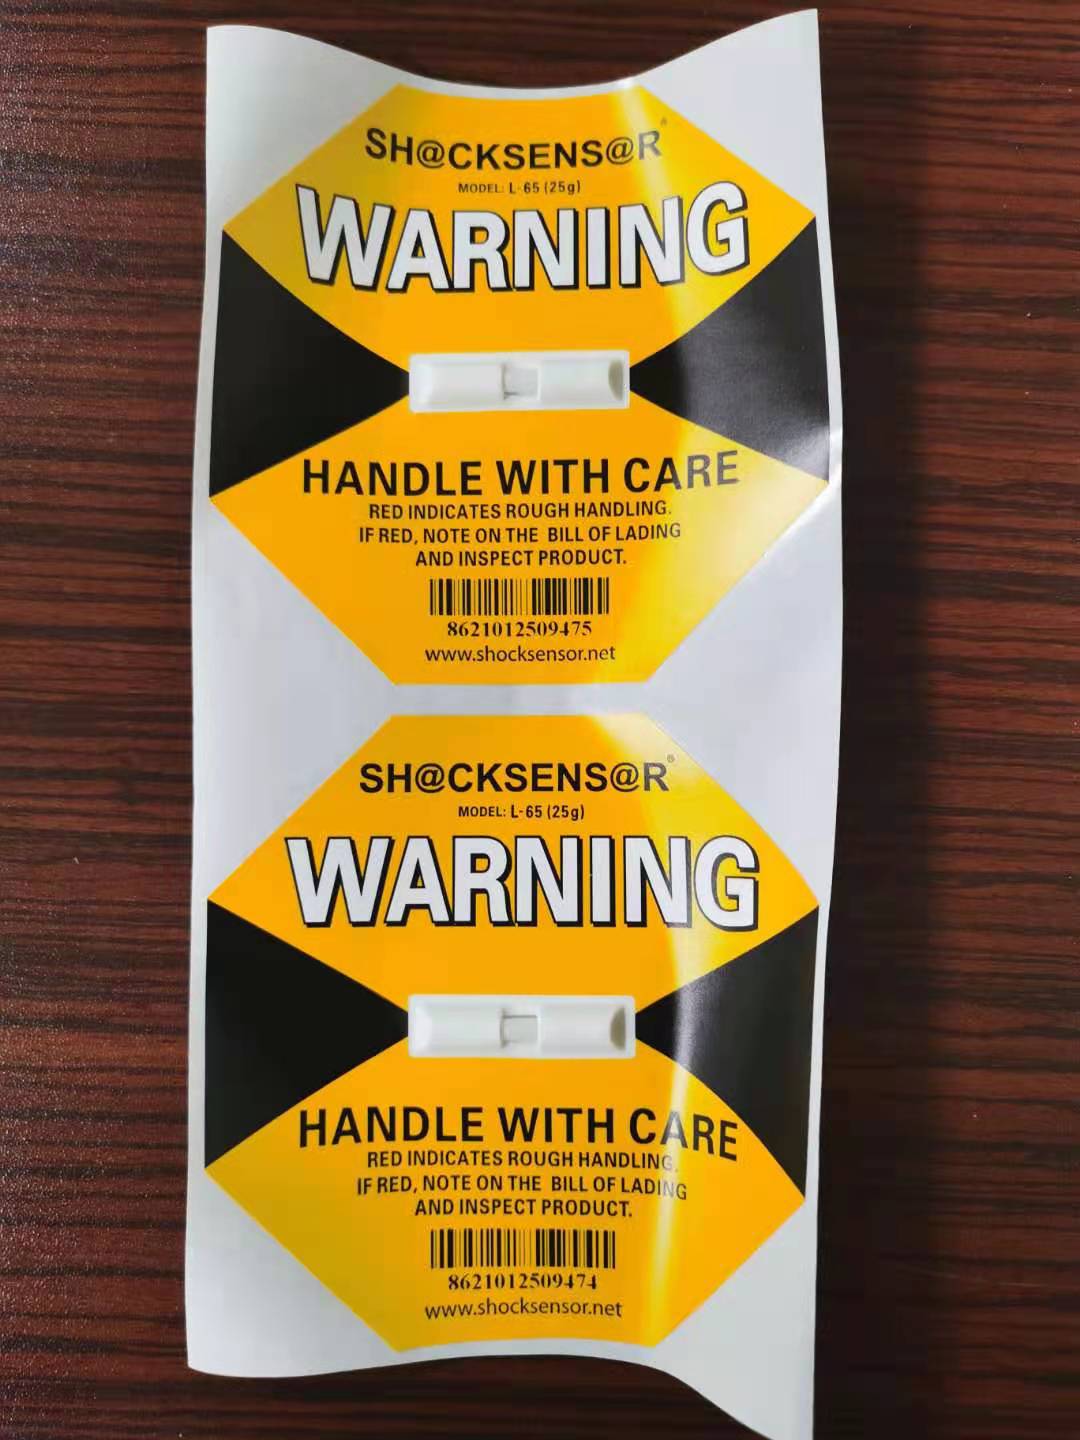 SH@CKSENS@R®
MODEL: L-65 (25g)
WARNING
HANDLE WITH CARE
RED INDICATES ROUGH HANDLING.
IF RED, NOTE ON THE BILL OF LADING
AND INSPECT PRODUCT.
8621012509475
www.shocksensor.net
SH@CKSENS@R®
MODEL: L-65 (25g)
WARNING
HANDLE WITH CARE
RED INDICATES ROUGH HANDLING.
IF RED, NOTE ON THE BILL OF LADING
AND INSPECT PRODUCT.
8621012509474
www.shocksensor.net